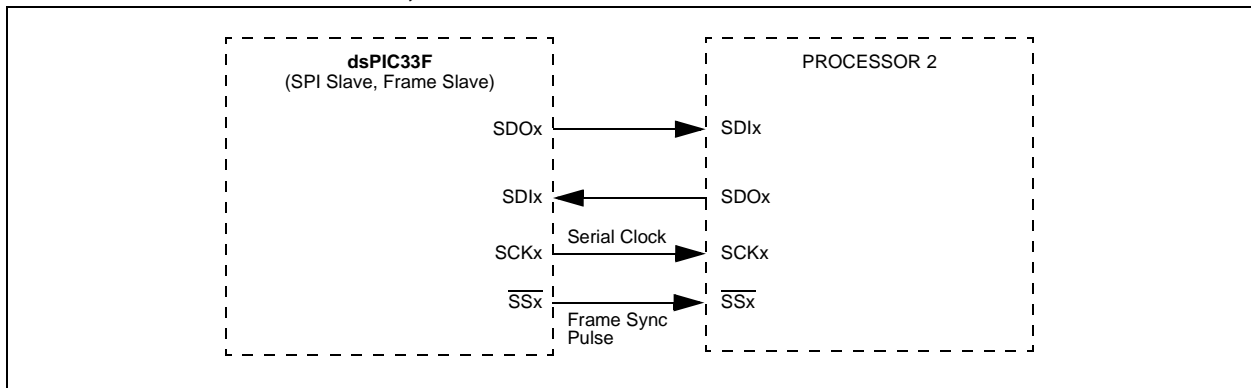 dsPIC33F
(SPI Slave, Frame Slave)
PROCESSOR 2
SDOx
SDIx
SDIx
SDOx
Serial Clock
SCKx
SCKx
SSx
SSx
Frame Sync
Pulse